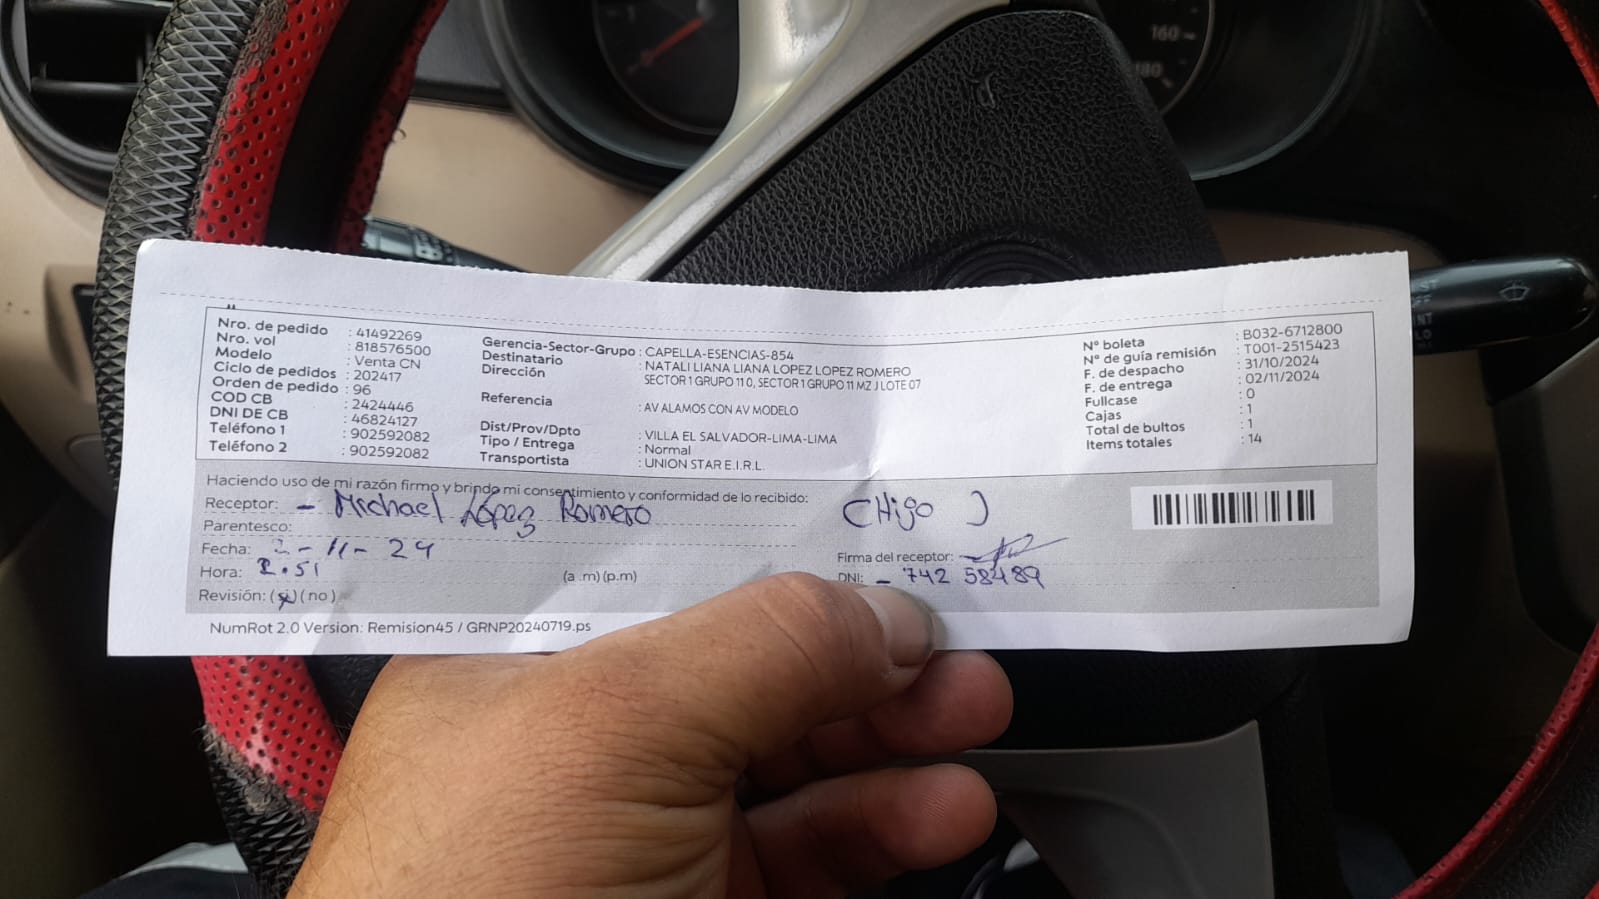 160
180
Nro. de pedido : 41492269
Nro. vol : 818576500
Modelo : Venta CN
Ciclo de pedidos : 202417
Orden de pedido : 96
COD CB : 2424446
DNI DE CB : 46824127
Teléfono 1 : 902592082
Teléfono 2 : 902592082
Gerencia-Sector-Grupo : CAPELLA-ESENCIAS-854
Destinatario : NATALI LIANA LIANA LOPEZ LOPEZ ROMERO
Dirección SECTOR 1 GRUPO 11 0, SECTOR 1 GRUPO 11 MZ J LOTE 07
Referencia : AV ALAMOS CON AV MODELO
Dist/Prov/Dpto : VILLA EL SALVADOR-LIMA-LIMA
Tipo / Entrega : Normal
Transportista : UNION STAR E.I.R.L.
Nº boleta : B032-6712800
Nº de guía remisión : T001-2515423
F. de despacho : 31/10/2024
F. de entrega : 02/11/2024
Fullcase : 0
Cajas : 1
Total de bultos : 1
Items totales : 14
Haciendo uso de mi razón firmo y brindo mi consentimiento y conformidad de lo recibido:
Receptor: - Michael López Romero (Hijo)
Parentesco:
Fecha: 2-11-24
Hora: 2.51 (a .m) (p.m)
Revisión: (si) (no)
Firma del receptor:
DNI: - 742 58489
NumRot 2.0 Version: Remision45 / GRNP20240719.ps